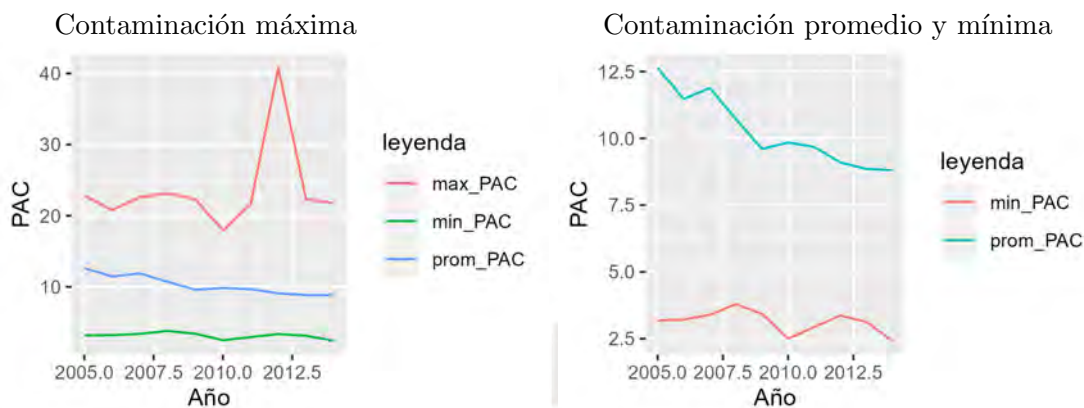 Contaminación máxima
40
30
20
10
PAC
2005.0 2007.5 2010.0 2012.5
Año
leyenda
max_PAC
min_PAC
prom_PAC
Contaminación promedio y mínima
12.5
10.0
7.5
5.0
2.5
PAC
2005.0 2007.5 2010.0 2012.5
Año
leyenda
min_PAC
prom_PAC